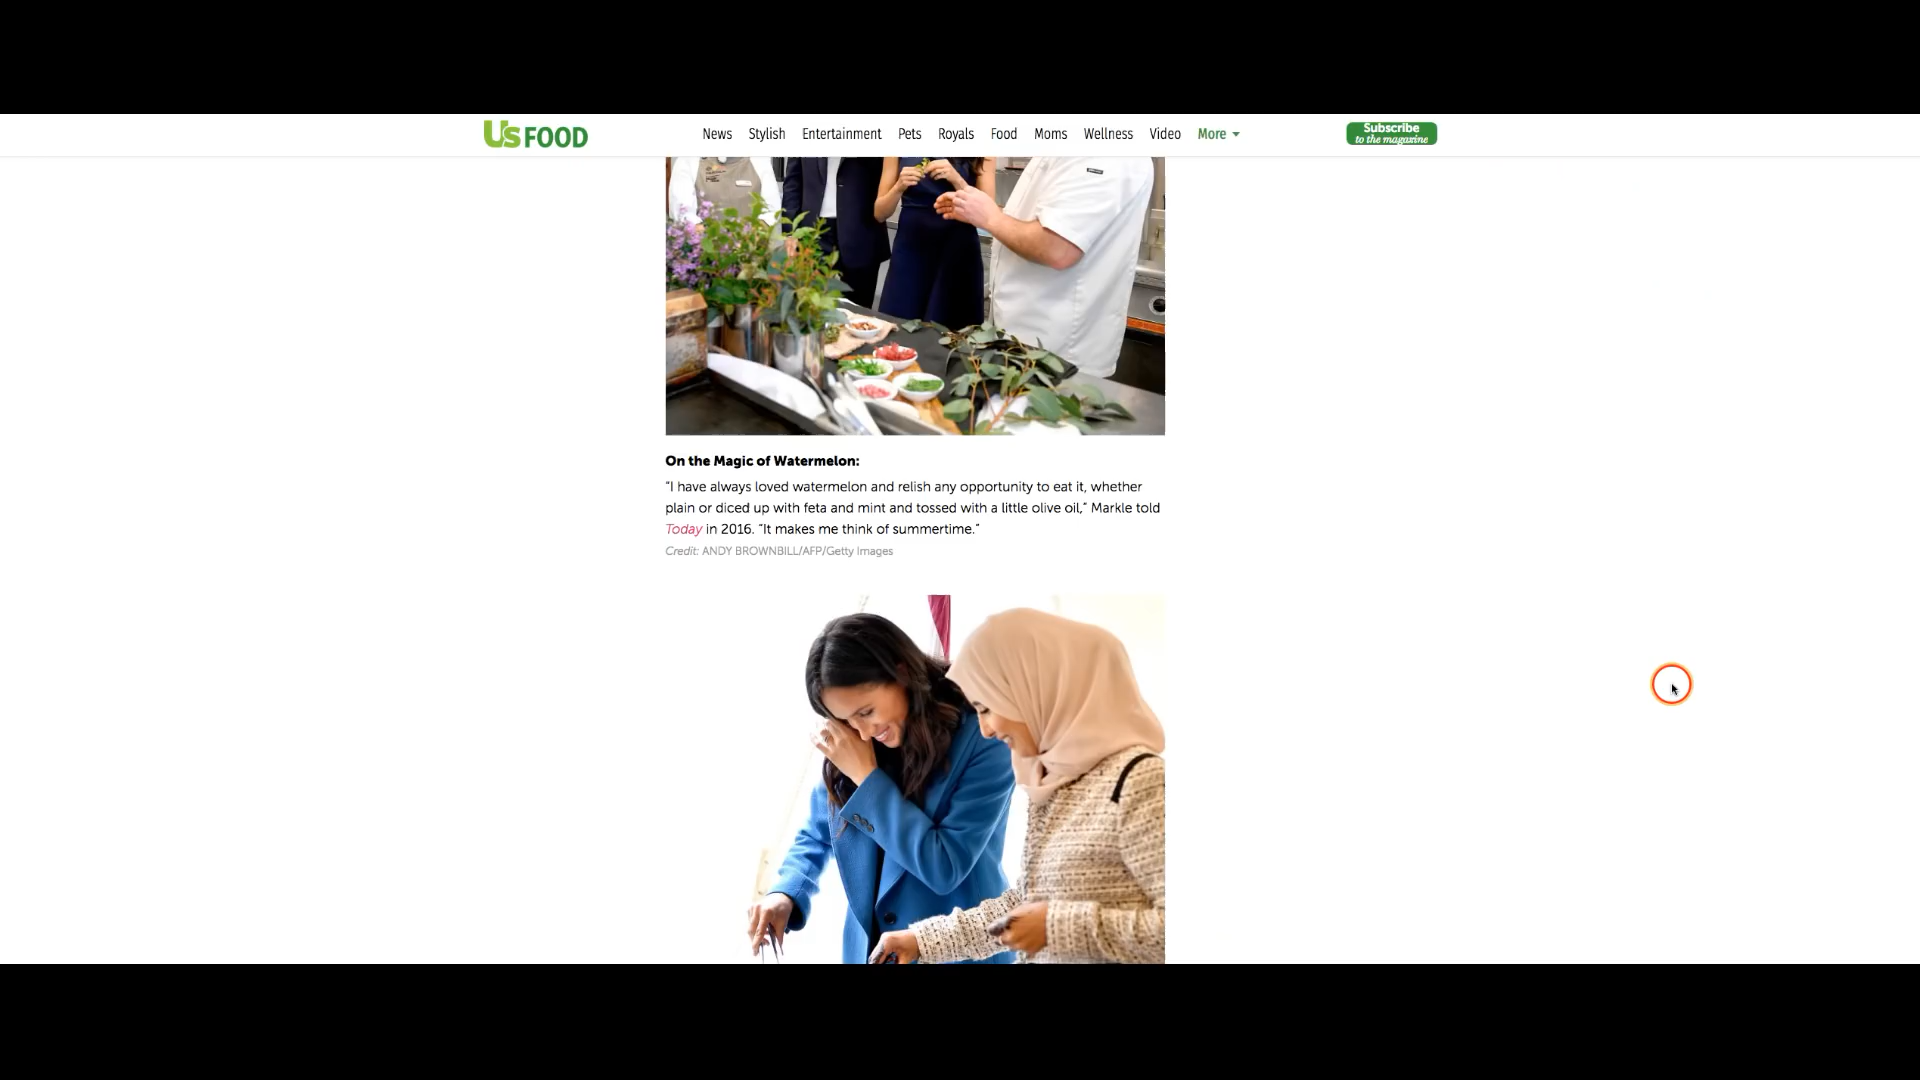 Us FOOD
News Stylish Entertainment Pets Royals Food Moms Wellness Video More
Subscribe
to the magazine
On the Magic of Watermelon:
“I have always loved watermelon and relish any opportunity to eat it, whether
plain or diced up with feta and mint and tossed with a little olive oil,” Markle told
Today in 2016. “It makes me think of summertime.”
Credit: ANDY BROWNBILL/AFP/Getty Images